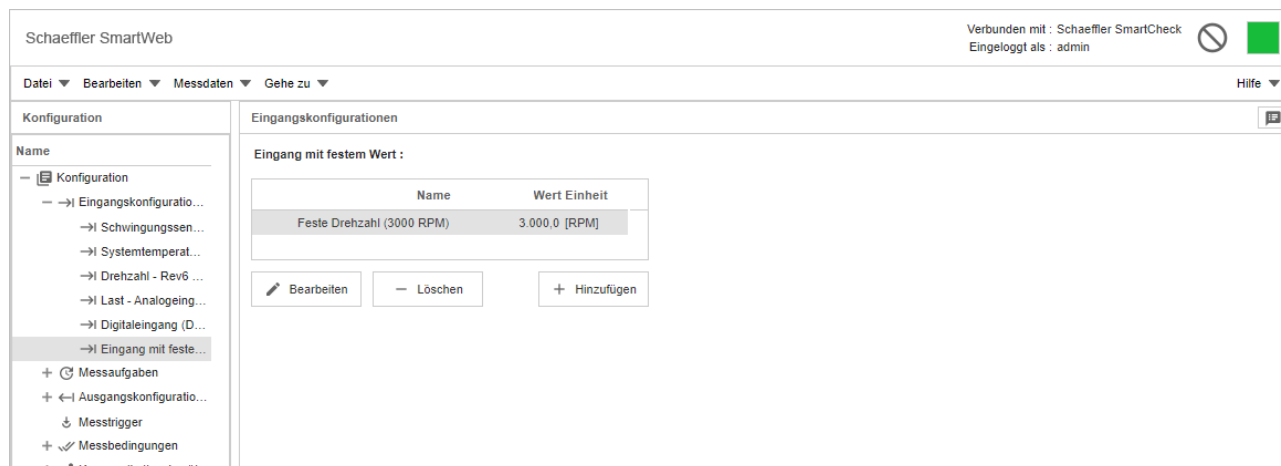 Schaeffler SmartWeb
Verbunden mit : Schaeffler SmartCheck
Eingeloggt als : admin
Datei Bearbeiten Messdaten Gehe zu Hilfe
Konfiguration
Name
Konfiguration
Eingangskonfiguratio...
Schwingungssen...
Systemtemperat...
Drehzahl - Rev6 ...
Last - Analogeing...
Digitaleingang (D...
Eingang mit feste...
Messaufgaben
Ausgangskonfiguratio...
Messtrigger
Messbedingungen
Eingangskonfigurationen
Eingang mit festem Wert :
Name Wert Einheit
Feste Drehzahl (3000 RPM) 3.000,0 [RPM]
Bearbeiten Löschen Hinzufügen